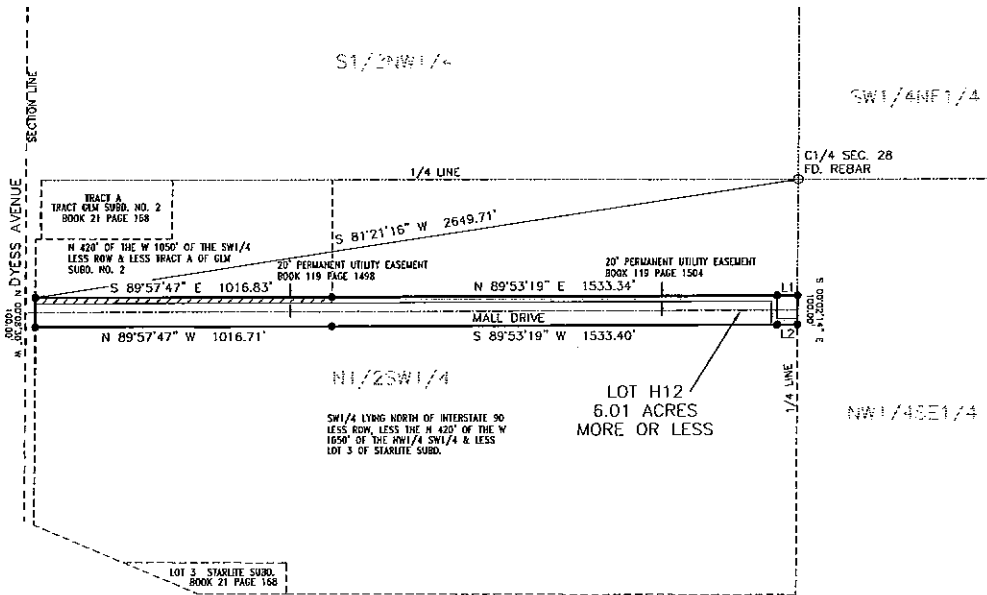 S1/2NW1/4
SW1/4NE1/4
SECTION LINE
C1/4 SEC. 28
FD. REBAR
1/4 LINE
TRACT A
TRACT GLM SUBD. NO. 2
BOOK 21 PAGE 168
DYESS AVENUE
S 81°21'16" W 2649.71'
N 420' OF THE W 1050' OF THE SW1/4
LESS ROW & LESS TRACT A OF GLM
SUBD. NO. 2
20' PERMANENT UTILITY EASEMENT
BOOK 119 PAGE 1498
20' PERMANENT UTILITY EASEMENT
BOOK 119 PAGE 1504
S 89°57'47" E 1016.83'
N 89°53'19" E 1533.34'
L1
S 00°02'14" E
100.00'
W
100.00'
MALL DRIVE
N 89°57'47" W 1016.71'
S 89°53'19" W 1533.40'
L2
N1/2SW1/4
LOT H12
6.01 ACRES
MORE OR LESS
1/4 LINE
NW1/4SE1/4
SW1/4 LYING NORTH OF INTERSTATE 90
LESS ROW, LESS THE N 420' OF THE W
1050' OF THE NW1/4 SW1/4 & LESS
LOT 3 OF STARLITE SUBD.
LOT 3 STARLITE SUBD.
BOOK 21 PAGE 168